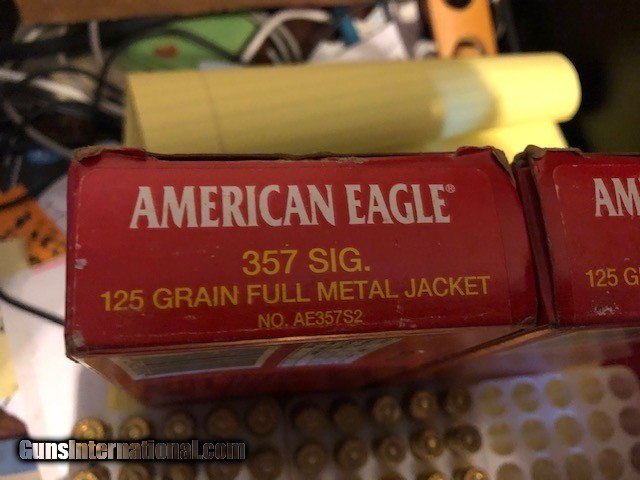 AMERICAN EAGLE®
357 SIG.
125 GRAIN FULL METAL JACKET
NO. AE357S2
AM
125 G
GunsInternational.com